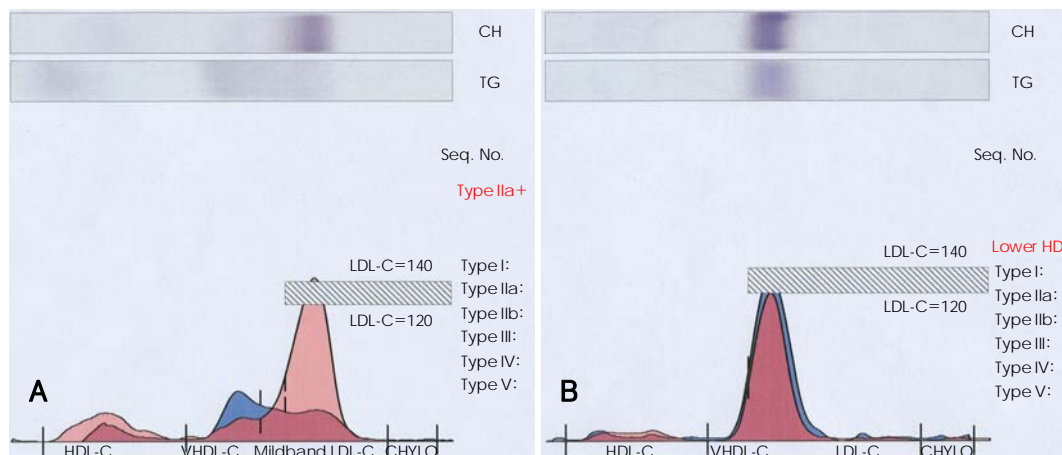 CH
TG
Seq. No.
Type IIa+
LDL-C=140
Type I:
Type IIa:
LDL-C=120
Type IIb:
Type III:
Type IV:
Type V:
A
HDL-C VHDL-C Mildband LDL-C CHYLO
CH
TG
Seq. No.
Lower HD
LDL-C=140
Type I:
Type IIa:
LDL-C=120
Type IIb:
Type III:
Type IV:
Type V:
B
HDL-C VHDL-C LDL-C CHYLO